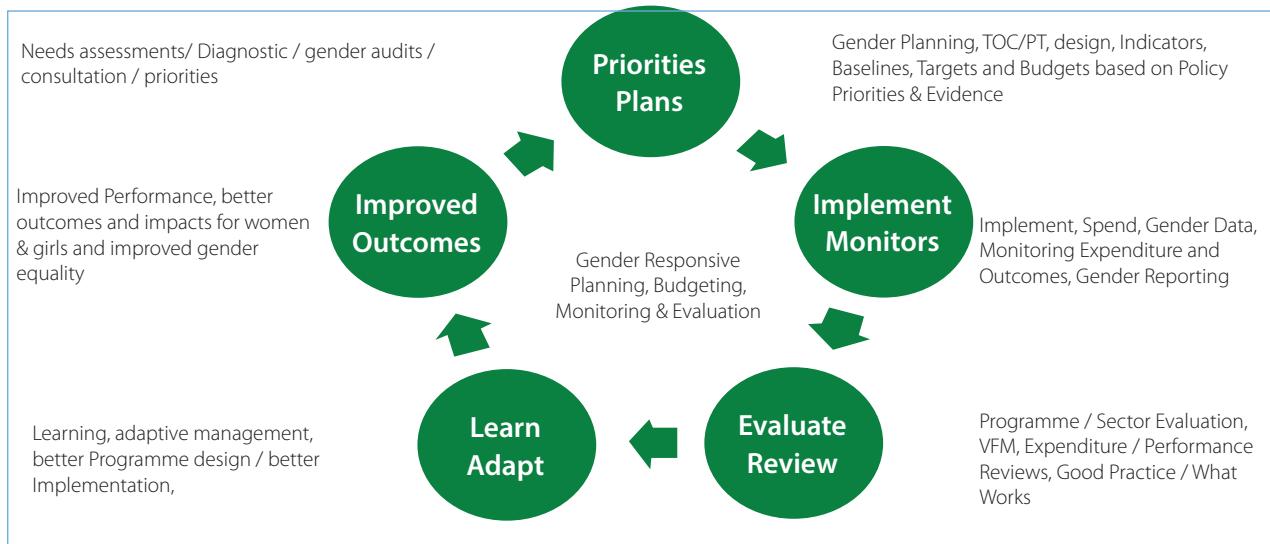 Needs assessments/ Diagnostic / gender audits /
consultation / priorities
Priorities
Plans
Gender Planning, TOC/PT, design, Indicators,
Baselines, Targets and Budgets based on Policy
Priorities & Evidence
Improved Performance, better
outcomes and impacts for women
& girls and improved gender
equality
Improved
Outcomes
Gender Responsive
Planning, Budgeting,
Monitoring & Evaluation
Implement
Monitors
Implement, Spend, Gender Data,
Monitoring Expenditure and
Outcomes, Gender Reporting
Learning, adaptive management,
better Programme design / better
Implementation,
Learn
Adapt
Evaluate
Review
Programme / Sector Evaluation,
VFM, Expenditure / Performance
Reviews, Good Practice / What
Works